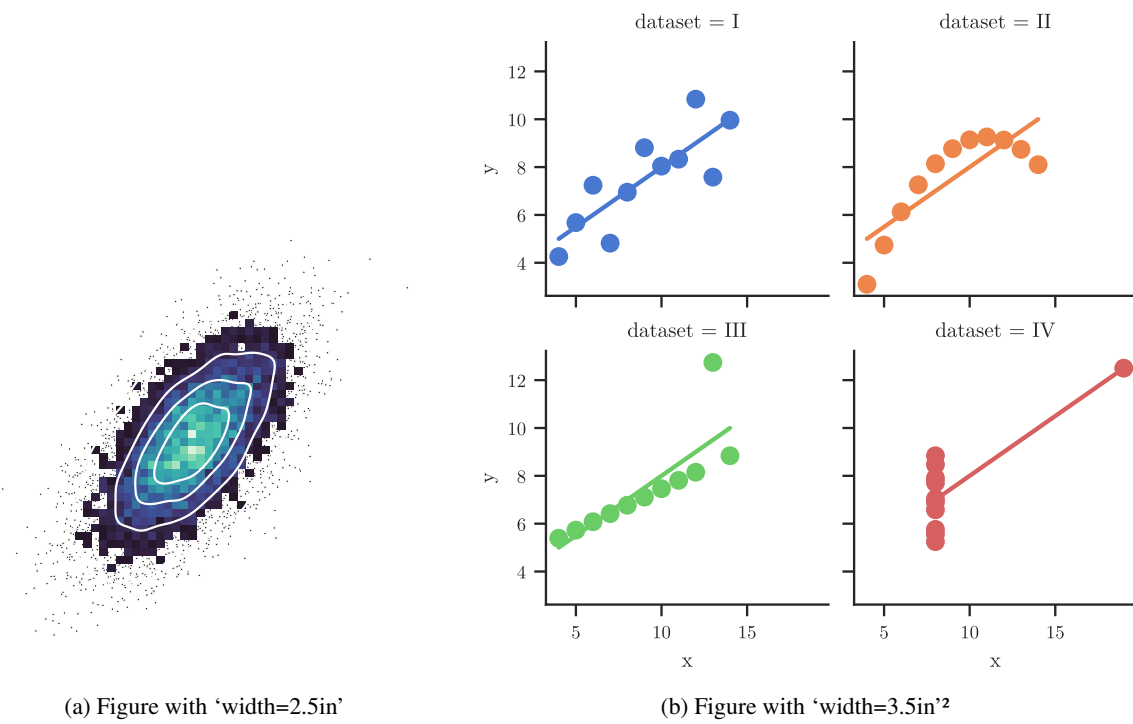 dataset = I
dataset = II
12
10
8
6
4
y
dataset = III
dataset = IV
12
10
8
6
4
y
5
10
15
5
10
15
x
x
(a) Figure with ‘width=2.5in’
(b) Figure with ‘width=3.5in’²